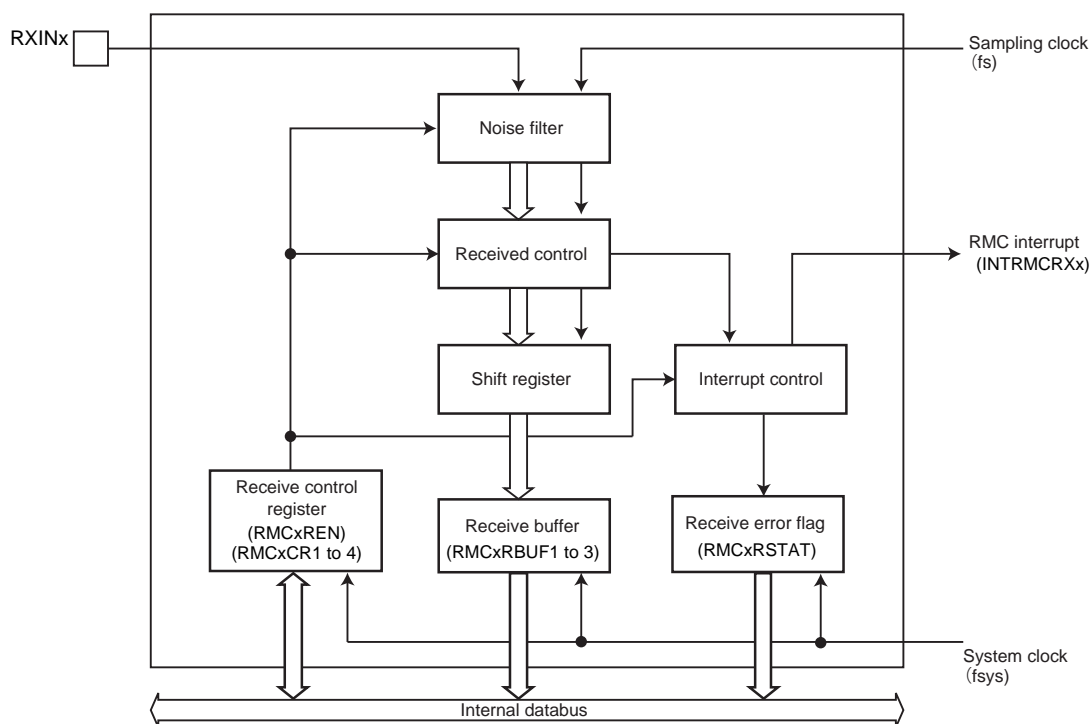 RXINx
Sampling clock
（fs）
Noise filter
Received control
RMC interrupt
（INTRMCRXx）
Shift register
Interrupt control
Receive control
register
(RMCxREN)
(RMCxCR1 to 4)
Receive buffer
(RMCxRBUF1 to 3)
Receive error flag
(RMCxRSTAT)
System clock
（fsys）
Internal databus